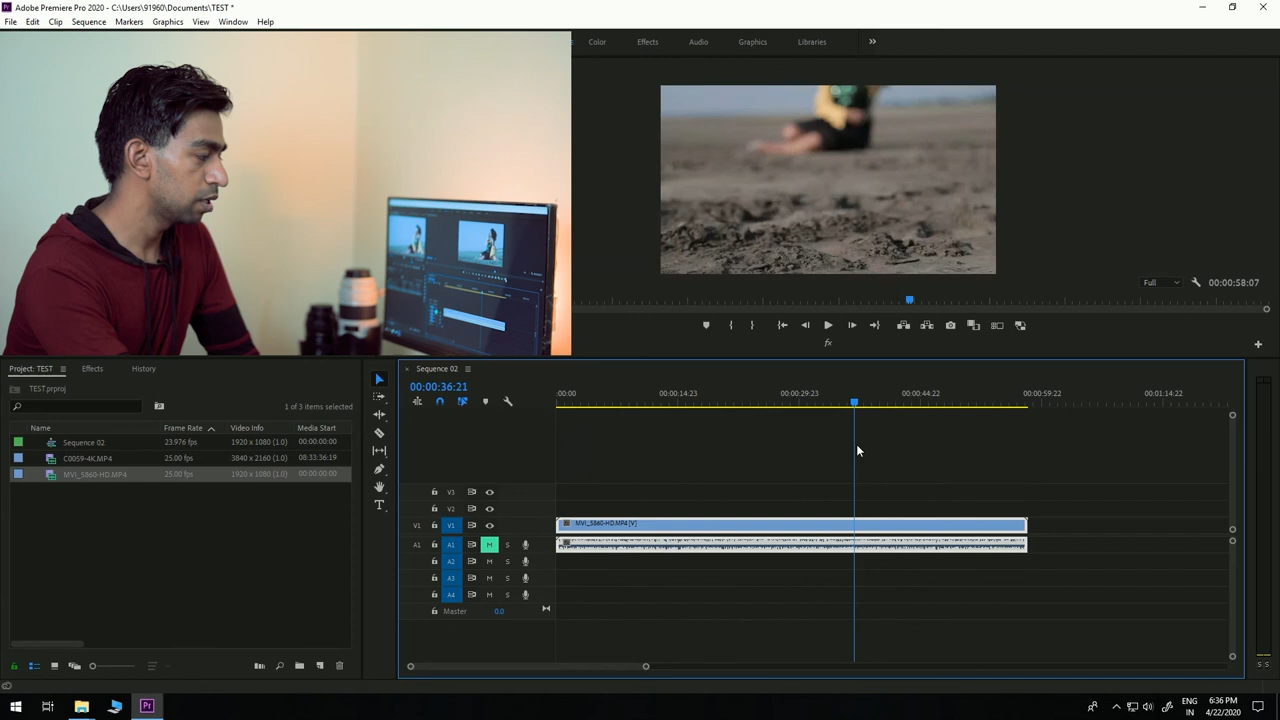 Adobe Premiere Pro 2020 - C:\Users\91960\Documents\TEST *
File Edit Clip Sequence Markers Graphics View Window Help
Color Effects Audio Graphics Libraries
Full 00:00:58:07
Project: TEST Effects History
TEST.prproj
1 of 3 items selected
Name Frame Rate Video Info Media Start
Sequence 02 23.976 fps 1920 x 1080 (1.0) 00:00:00:00
C0059-4K.MP4 25.00 fps 3840 x 2160 (1.0) 08:33:36:19
MVI_5860-HD.MP4 25.00 fps 1920 x 1080 (1.0) 00:00:00:00
Sequence 02
00:00:36:21
:00:00 00:00:14:23 00:00:29:23 00:00:44:22 00:00:59:22 00:01:14:22
V3
V2
V1 V1 MVI_5860-HD.MP4 [V]
A1 A1 M S
A2 M S
A3 M S
A4 M S
Master 0.0
S S
ENG 6:36 PM
IN 4/22/2020